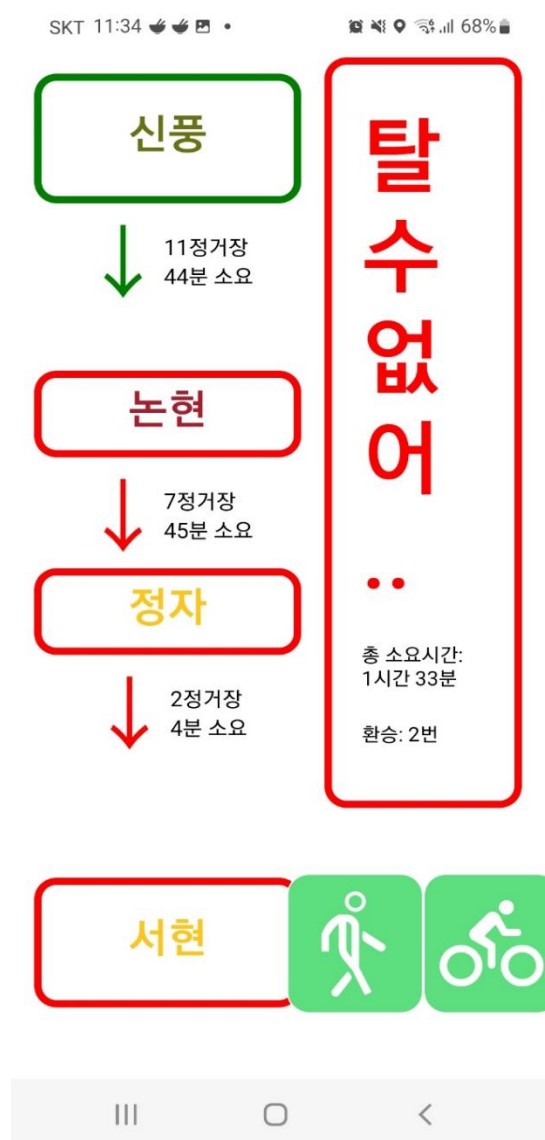 SKT 11:34
68%
신풍
11정거장
44분 소요
논현
7정거장
45분 소요
정자
2정거장
4분 소요
서현
탈
수
없
어
..
총 소요시간:
1시간 33분
환승: 2번